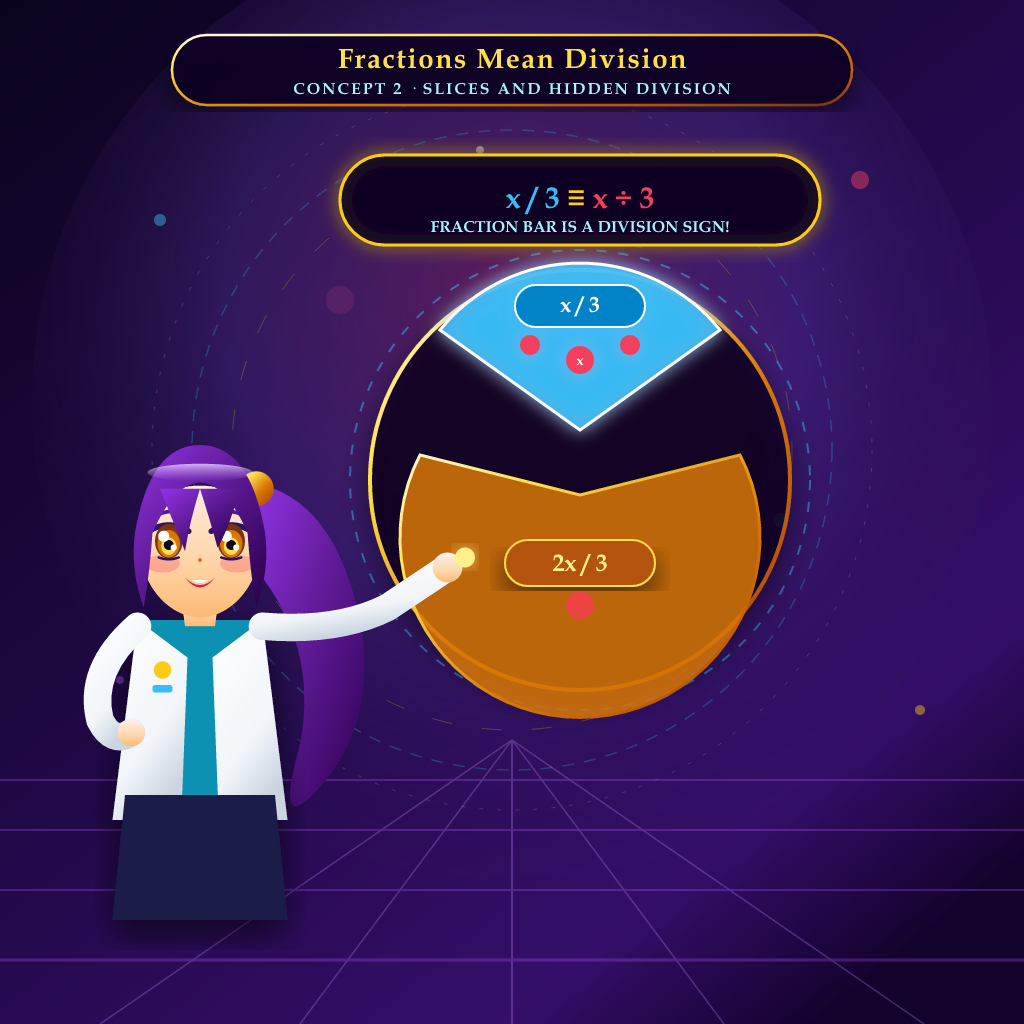 Fractions Mean Division
CONCEPT 2 · SLICES AND HIDDEN DIVISION
x / 3 ≡ x ÷ 3
FRACTION BAR IS A DIVISION SIGN!
x / 3
x
2x / 3